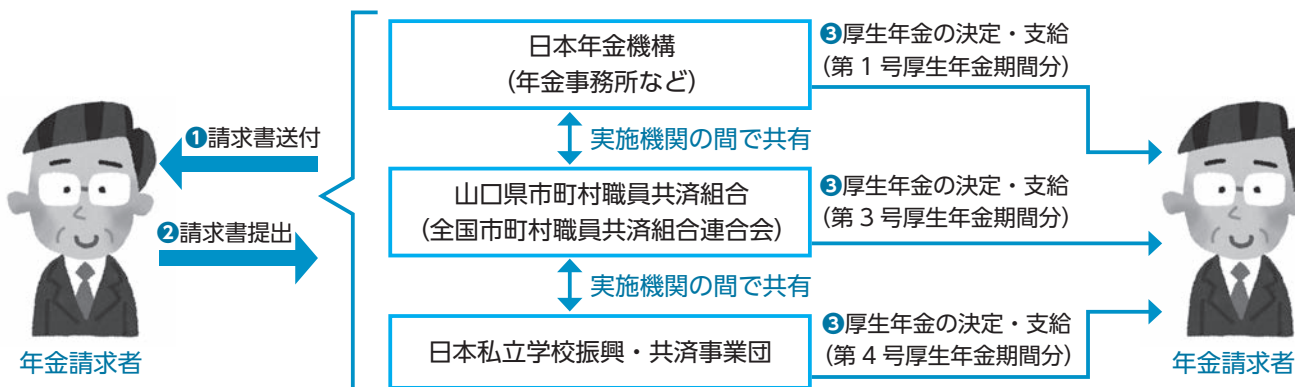 ❶請求書送付
❷請求書提出
年金請求者
日本年金機構
(年金事務所など)
実施機関の間で共有
山口県市町村職員共済組合
(全国市町村職員共済組合連合会)
実施機関の間で共有
日本私立学校振興・共済事業団
❸厚生年金の決定・支給
(第1号厚生年金期間分)
❸厚生年金の決定・支給
(第3号厚生年金期間分)
❸厚生年金の決定・支給
(第4号厚生年金期間分)
年金請求者